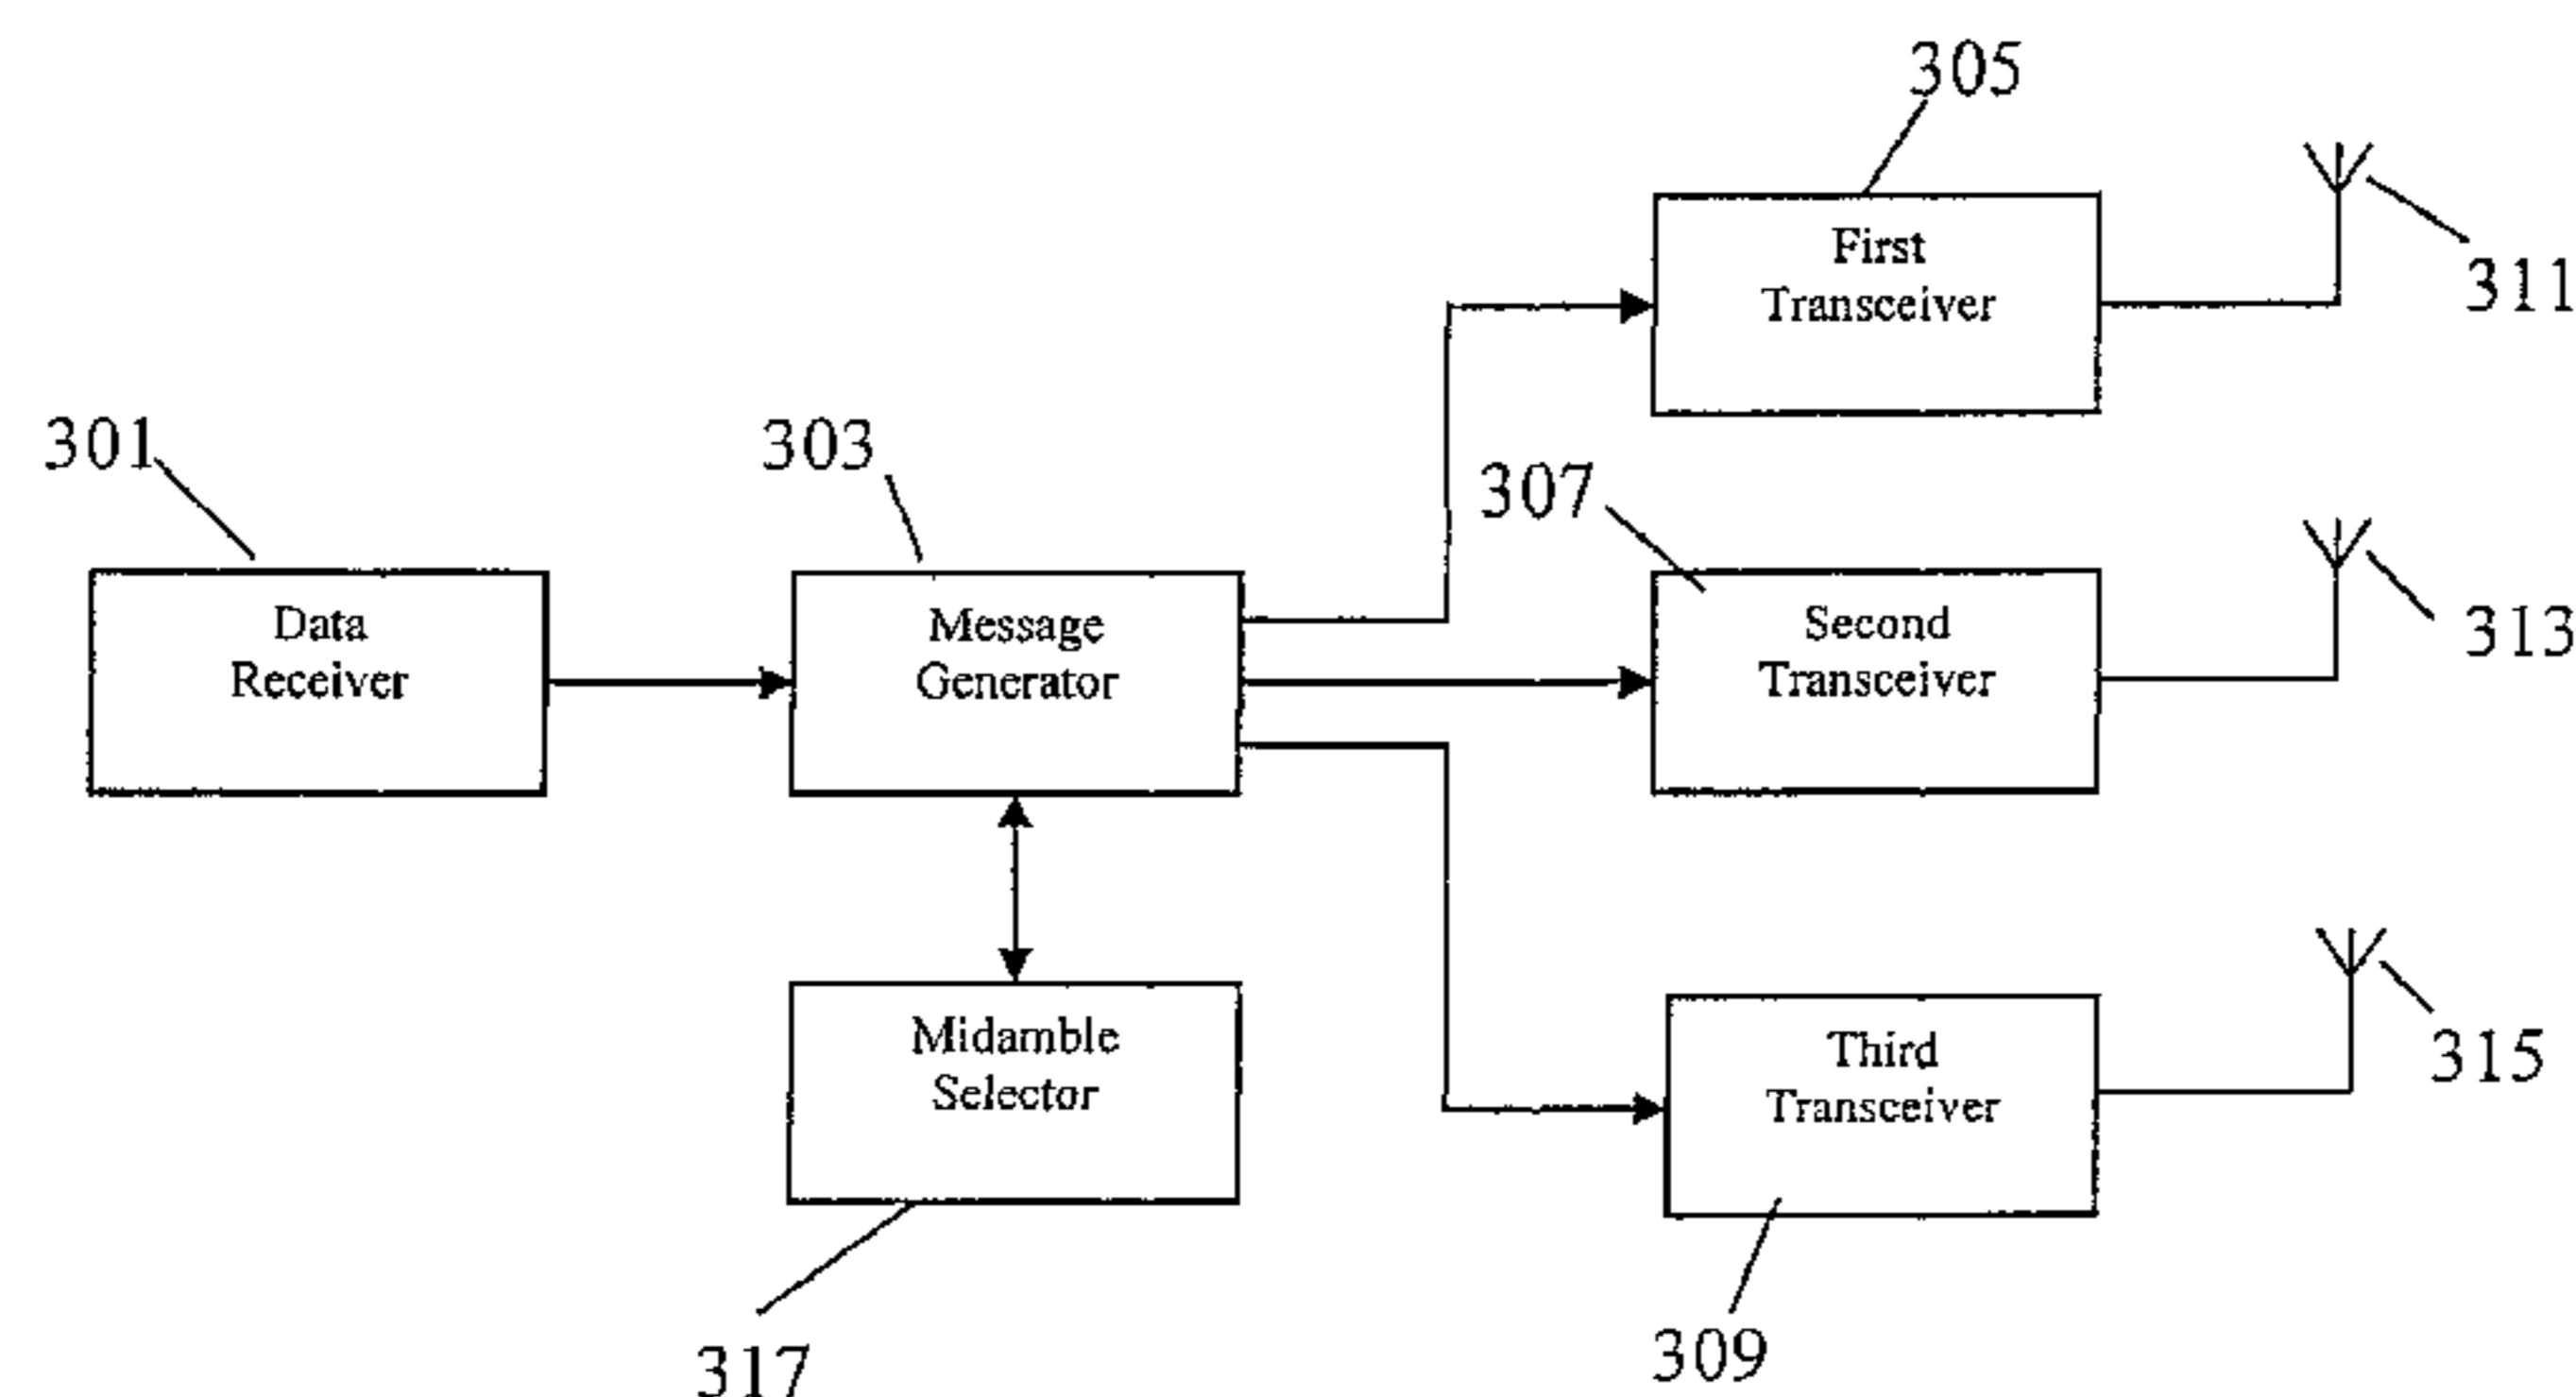 305
First
Transceiver
311
301
303
307
Data
Receiver
Message
Generator
Second
Transceiver
313
Midamble
Selector
Third
Transceiver
315
317
309